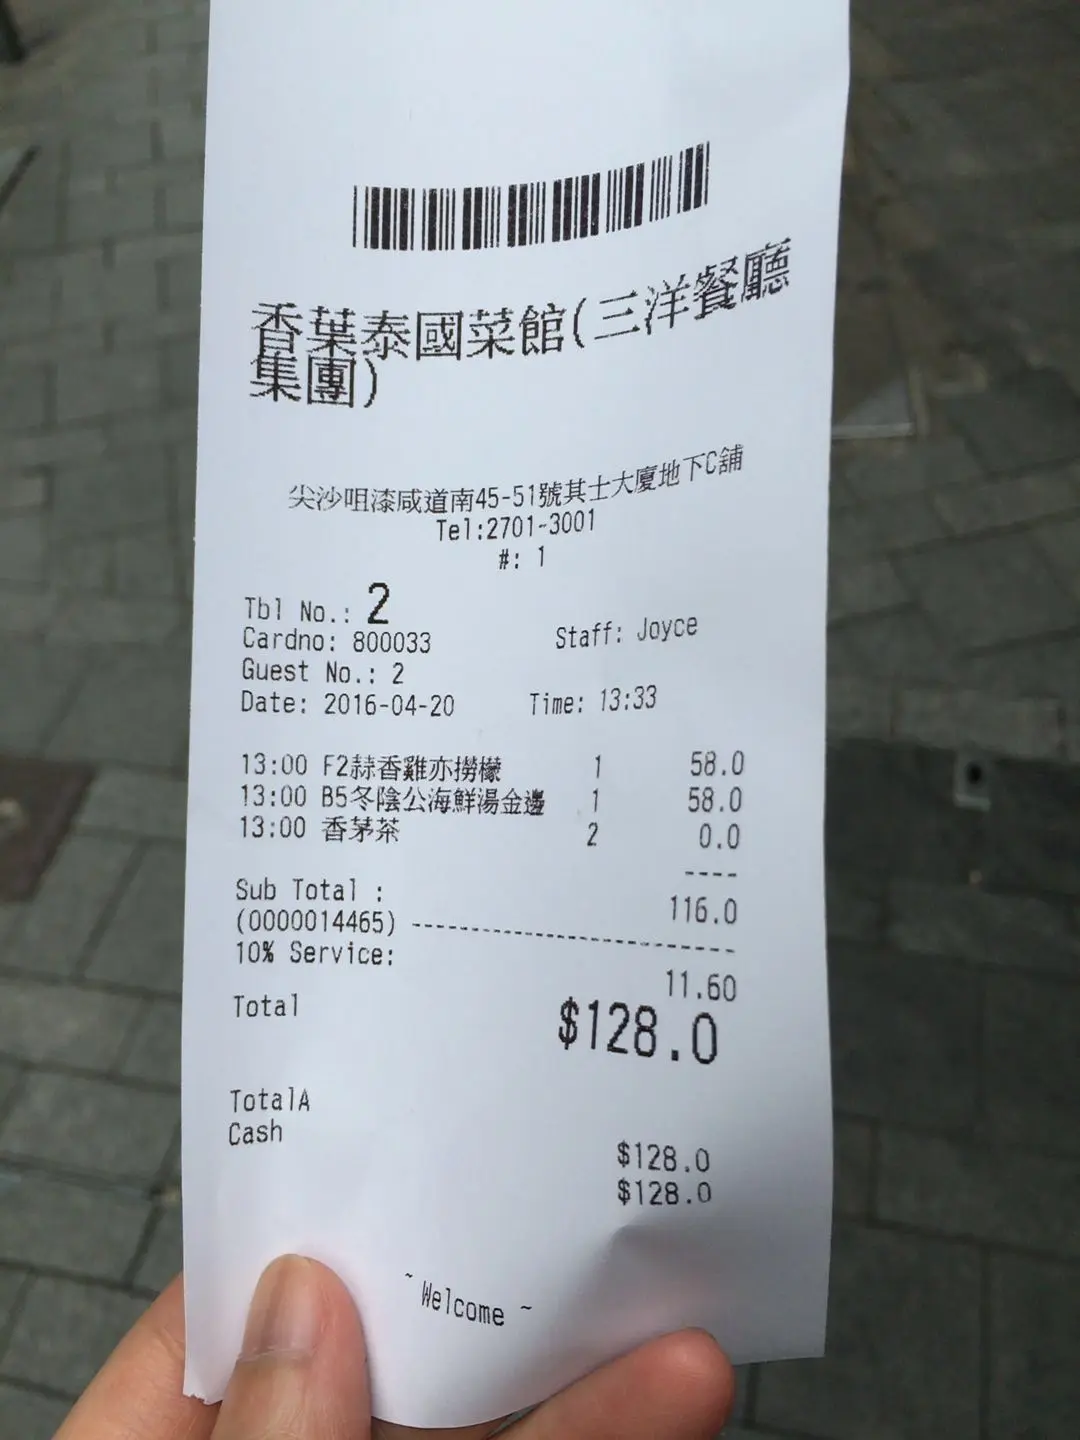 香葉泰國菜館(三洋餐廳
集團)
尖沙咀漆咸道南45-51號其士大廈地下C舖
Tel:2701-3001
#: 1
Tbl No.: 2
Cardno: 800033 Staff: Joyce
Guest No.: 2
Date: 2016-04-20 Time: 13:33
13:00 F2蒜香雞亦撈檬 1 58.0
13:00 B5冬陰公海鮮湯金邊 1 58.0
13:00 香茅茶 2 0.0
----
Sub Total : 116.0
(0000014465) ------------------------
10% Service: 11.60
Total $128.0
TotalA $128.0
Cash $128.0
~ Welcome ~